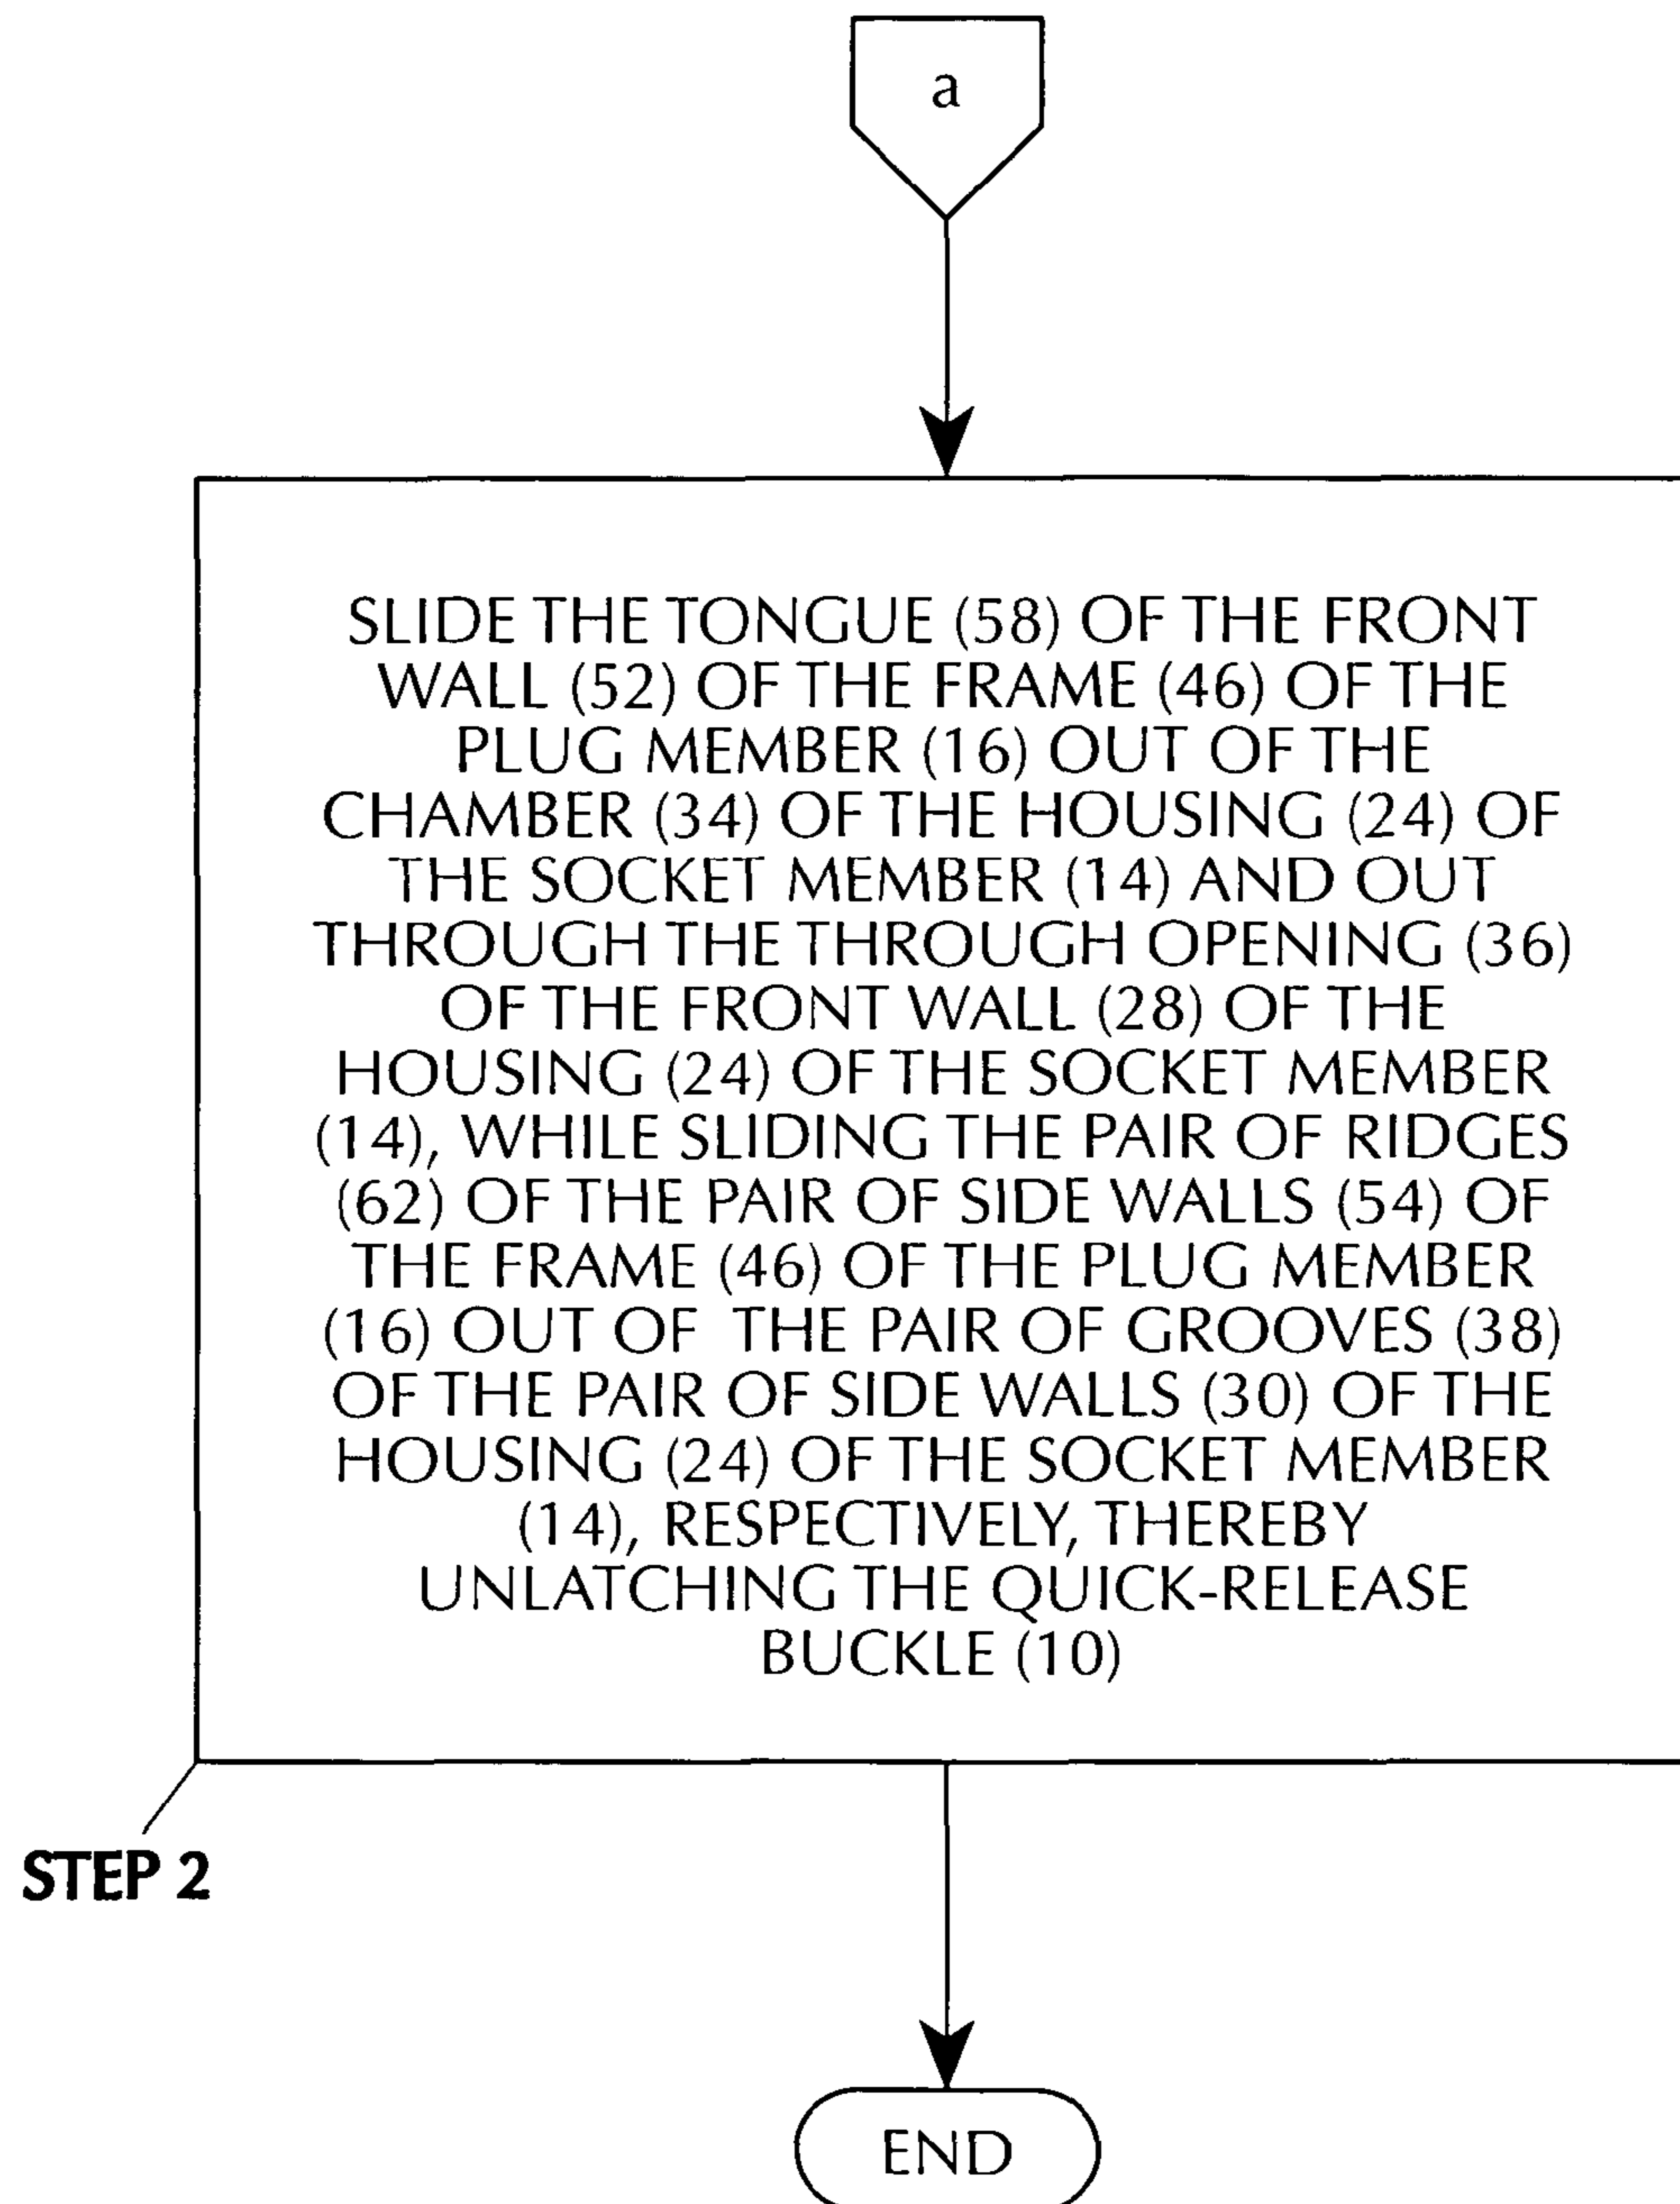 a
SLIDE THE TONGUE (58) OF THE FRONT
WALL (52) OF THE FRAME (46) OF THE
PLUG MEMBER (16) OUT OF THE
CHAMBER (34) OF THE HOUSING (24) OF
THE SOCKET MEMBER (14) AND OUT
THROUGH THE THROUGH OPENING (36)
OF THE FRONT WALL (28) OF THE
HOUSING (24) OF THE SOCKET MEMBER
(14), WHILE SLIDING THE PAIR OF RIDGES
(62) OF THE PAIR OF SIDE WALLS (54) OF
THE FRAME (46) OF THE PLUG MEMBER
(16) OUT OF THE PAIR OF GROOVES (38)
OF THE PAIR OF SIDE WALLS (30) OF THE
HOUSING (24) OF THE SOCKET MEMBER
(14), RESPECTIVELY, THEREBY
UNLATCHING THE QUICK-RELEASE
BUCKLE (10)
STEP 2
END